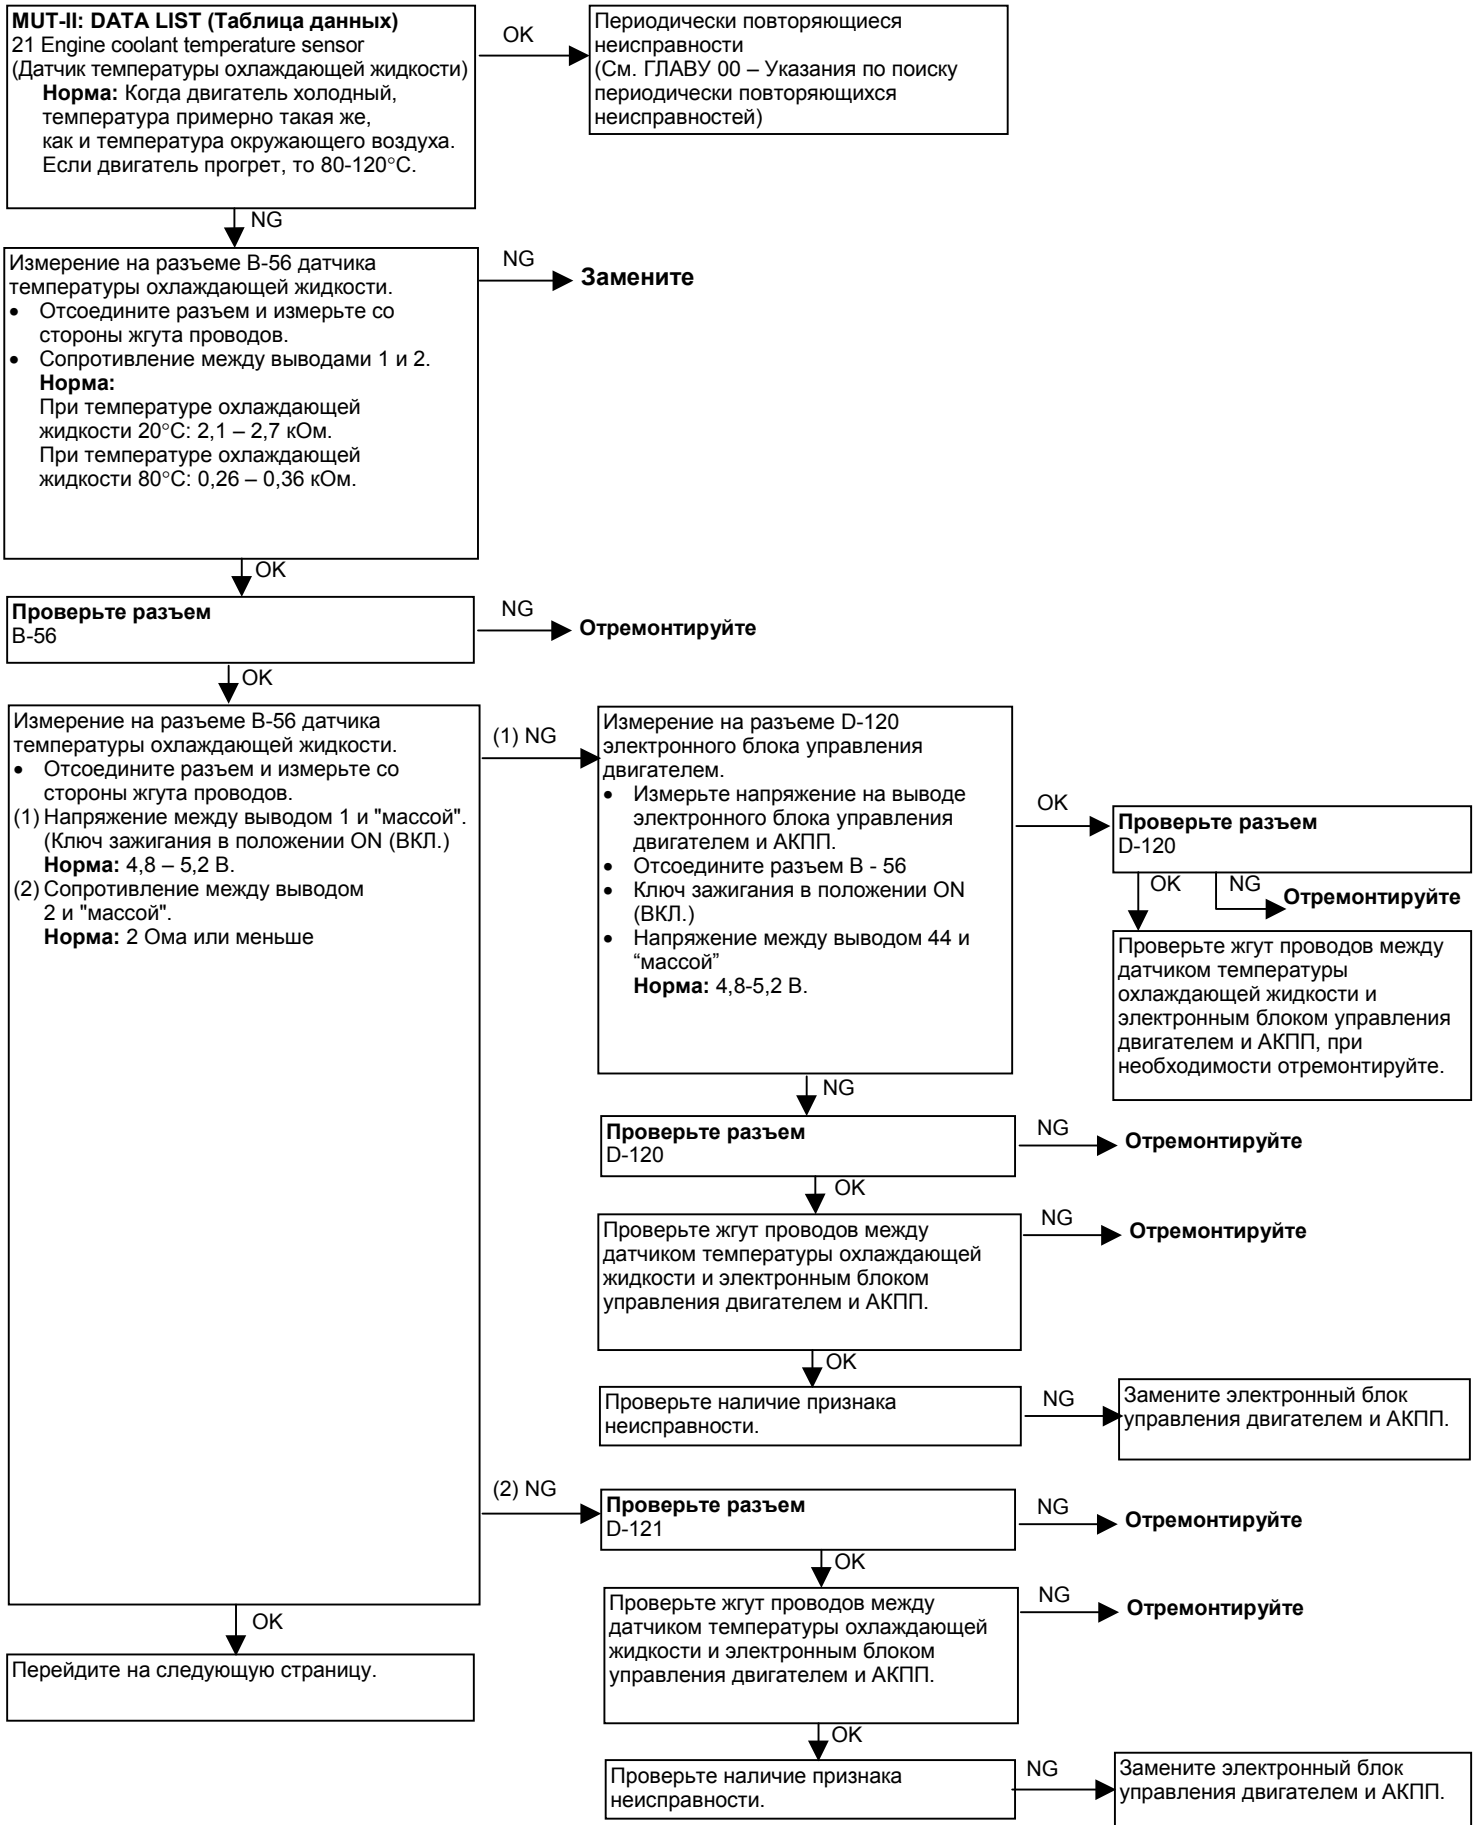 MUT-II: DATA LIST (Таблица данных)
21 Engine coolant temperature sensor
(Датчик температуры охлаждающей жидкости)
Норма: Когда двигатель холодный,
температура примерно такая же,
как и температура окружающего воздуха.
Если двигатель прогрет, то 80-120°С.
OK
Периодически повторяющиеся
неисправности
(См. ГЛАВУ 00 – Указания по поиску
периодически повторяющихся
неисправностей)
NG
Измерение на разъеме В-56 датчика
температуры охлаждающей жидкости.
• Отсоедините разъем и измерьте со
стороны жгута проводов.
• Сопротивление между выводами 1 и 2.
Норма:
При температуре охлаждающей
жидкости 20°С: 2,1 – 2,7 кОм.
При температуре охлаждающей
жидкости 80°С: 0,26 – 0,36 кОм.
NG
Замените
OK
Проверьте разъем
В-56
NG
Отремонтируйте
OK
Измерение на разъеме В-56 датчика
температуры охлаждающей жидкости.
• Отсоедините разъем и измерьте со
стороны жгута проводов.
(1) Напряжение между выводом 1 и "массой".
(Ключ зажигания в положении ON (ВКЛ.)
Норма: 4,8 – 5,2 В.
(2) Сопротивление между выводом
2 и "массой".
Норма: 2 Ома или меньше
(1) NG
Измерение на разъеме D-120
электронного блока управления
двигателем.
• Измерьте напряжение на выводе
электронного блока управления
двигателем и АКПП.
• Отсоедините разъем В - 56
• Ключ зажигания в положении ON
(ВКЛ.)
• Напряжение между выводом 44 и
“массой”
Норма: 4,8-5,2 В.
OK
Проверьте разъем
D-120
OK
NG
Отремонтируйте
Проверьте жгут проводов между
датчиком температуры
охлаждающей жидкости и
электронным блоком управления
двигателем и АКПП, при
необходимости отремонтируйте.
NG
Проверьте разъем
D-120
NG
Отремонтируйте
OK
Проверьте жгут проводов между
датчиком температуры охлаждающей
жидкости и электронным блоком
управления двигателем и АКПП.
NG
Отремонтируйте
OK
Проверьте наличие признака
неисправности.
NG
Замените электронный блок
управления двигателем и АКПП.
(2) NG
Проверьте разъем
D-121
NG
Отремонтируйте
OK
Проверьте жгут проводов между
датчиком температуры охлаждающей
жидкости и электронным блоком
управления двигателем и АКПП.
NG
Отремонтируйте
OK
Перейдите на следующую страницу.
OK
Проверьте наличие признака
неисправности.
NG
Замените электронный блок
управления двигателем и АКПП.